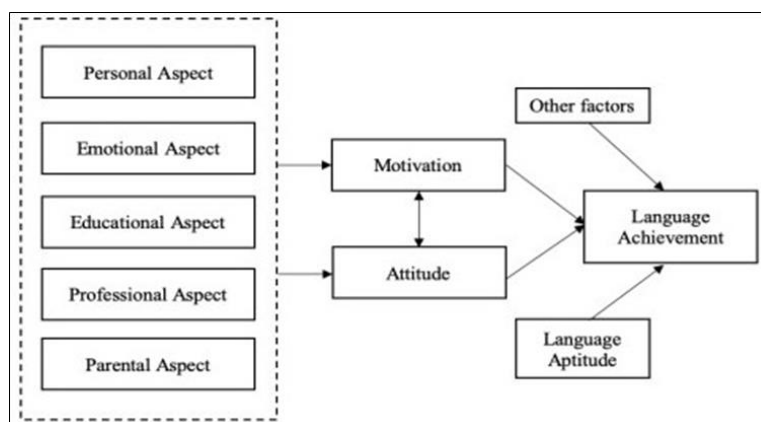 Personal Aspect
Emotional Aspect
Educational Aspect
Professional Aspect
Parental Aspect
Motivation
Attitude
Other factors
Language
Achievement
Language
Aptitude